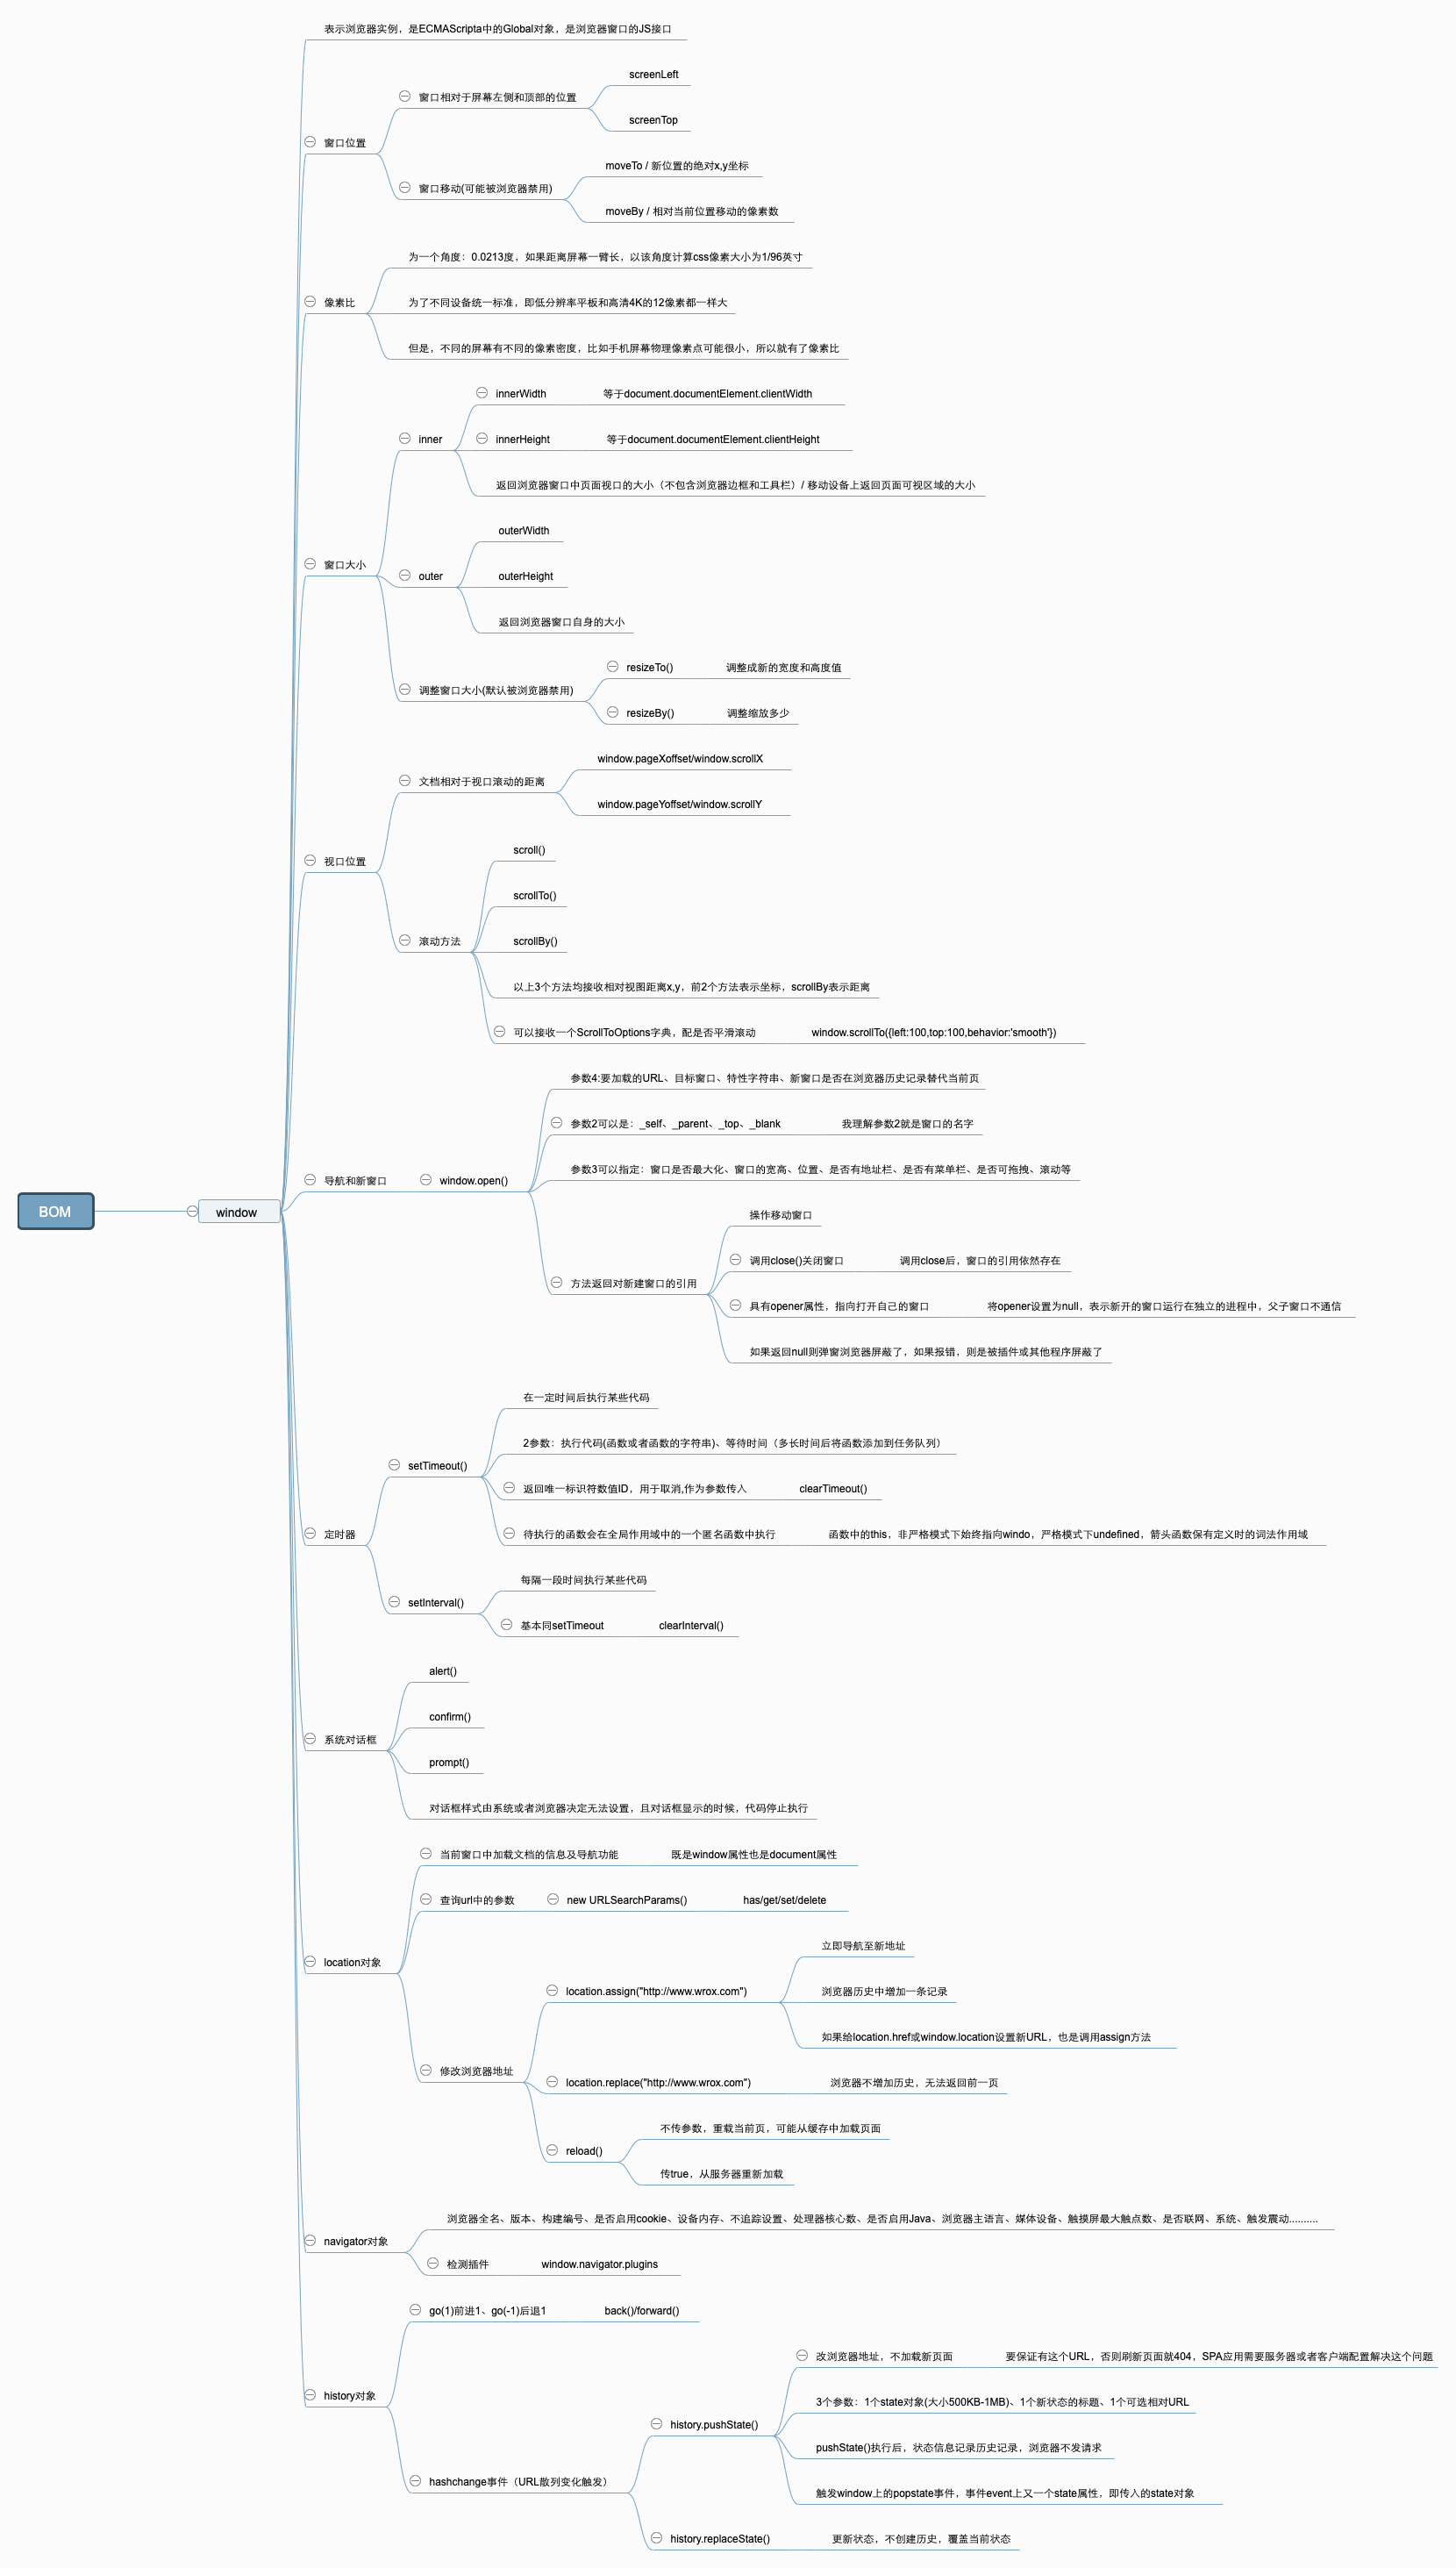 表示浏览器实例，是ECMAScripta中的Global对象，是浏览器窗口的JS接口
窗口位置
窗口相对于屏幕左侧和顶部的位置
screenLeft
screenTop
窗口移动(可能被浏览器禁用)
moveTo / 新位置的绝对x,y坐标
moveBy / 相对当前位置移动的像素数
像素比
为一个角度：0.0213度，如果距离屏幕一臂长，以该角度计算css像素大小为1/96英寸
为了不同设备统一标准，即低分辨率平板和高清4K的12像素都一样大
但是，不同的屏幕有不同的像素密度，比如手机屏幕物理像素点可能很小，所以就有了像素比
窗口大小
inner
innerWidth
等于document.documentElement.clientWidth
innerHeight
等于document.documentElement.clientHeight
返回浏览器窗口中页面视口的大小（不包含浏览器边框和工具栏）/ 移动设备上返回页面可视区域的大小
outer
outerWidth
outerHeight
返回浏览器窗口自身的大小
调整窗口大小(默认被浏览器禁用)
resizeTo()
调整成新的宽度和高度值
resizeBy()
调整缩放多少
视口位置
文档相对于视口滚动的距离
window.pageXoffset/window.scrollX
window.pageYoffset/window.scrollY
滚动方法
scroll()
scrollTo()
scrollBy()
以上3个方法均接收相对视图距离x,y，前2个方法表示坐标，scrollBy表示距离
可以接收一个ScrollToOptions字典，配是否平滑滚动
window.scrollTo({left:100,top:100,behavior:'smooth'})
BOM
window
导航和新窗口
window.open()
参数4:要加载的URL、目标窗口、特性字符串、新窗口是否在浏览器历史记录替代当前页
参数2可以是：_self、_parent、_top、_blank
我理解参数2就是窗口的名字
参数3可以指定：窗口是否最大化、窗口的宽高、位置、是否有地址栏、是否有菜单栏、是否可拖拽、滚动等
方法返回对新建窗口的引用
操作移动窗口
调用close()关闭窗口
调用close后，窗口的引用依然存在
具有opener属性，指向打开自己的窗口
将opener设置为null，表示新开的窗口运行在独立的进程中，父子窗口不通信
如果返回null则弹窗浏览器屏蔽了，如果报错，则是被插件或其他程序屏蔽了
定时器
setTimeout()
在一定时间后执行某些代码
2参数：执行代码(函数或者函数的字符串)、等待时间（多长时间后将函数添加到任务队列）
返回唯一标识符数值ID，用于取消,作为参数传入
clearTimeout()
待执行的函数会在全局作用域中的一个匿名函数中执行
函数中的this，非严格模式下始终指向windo，严格模式下undefined，箭头函数保有定义时的词法作用域
setInterval()
每隔一段时间执行某些代码
基本同setTimeout
clearInterval()
系统对话框
alert()
confirm()
prompt()
对话框样式由系统或者浏览器决定无法设置，且对话框显示的时候，代码停止执行
location对象
当前窗口中加载文档的信息及导航功能
既是window属性也是document属性
查询url中的参数
new URLSearchParams()
has/get/set/delete
修改浏览器地址
location.assign("http://www.wrox.com")
立即导航至新地址
浏览器历史中增加一条记录
如果给location.href或window.location设置新URL，也是调用assign方法
location.replace("http://www.wrox.com")
浏览器不增加历史，无法返回前一页
reload()
不传参数，重载当前页，可能从缓存中加载页面
传true，从服务器重新加载
navigator对象
浏览器全名、版本、构建编号、是否启用cookie、设备内存、不追踪设置、处理器核心数、是否启用Java、浏览器主语言、媒体设备、触摸屏最大触点数、是否联网、系统、触发震动..........
检测插件
window.navigator.plugins
history对象
go(1)前进1、go(-1)后退1
back()/forward()
hashchange事件（URL散列变化触发）
history.pushState()
改浏览器地址，不加载新页面
要保证有这个URL，否则刷新页面就404，SPA应用需要服务器或者客户端配置解决这个问题
3个参数：1个state对象(大小500KB-1MB)、1个新状态的标题、1个可选相对URL
pushState()执行后，状态信息记录历史记录，浏览器不发请求
触发window上的popstate事件，事件event上又一个state属性，即传入的state对象
history.replaceState()
更新状态，不创建历史，覆盖当前状态